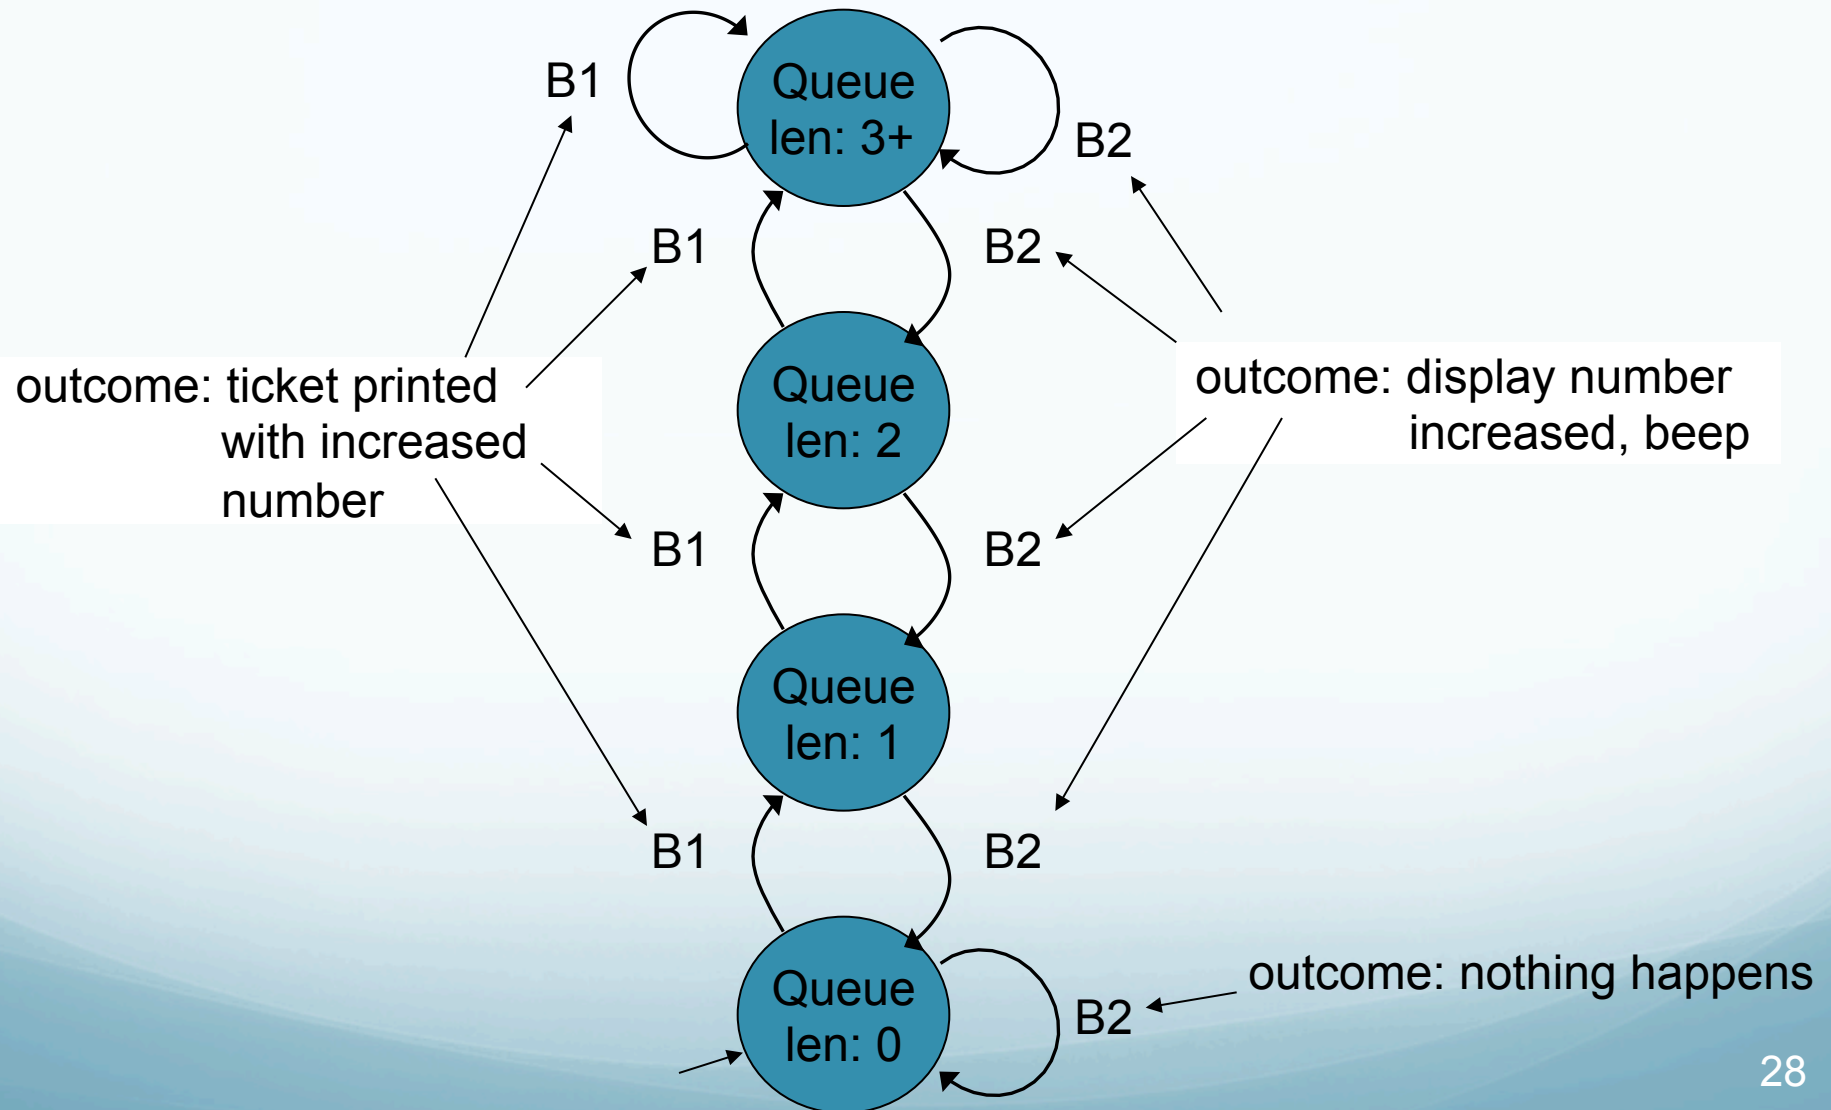 B1
Queue
len: 3+
B2
B1
B2
outcome: ticket printed
with increased
number
Queue
len: 2
outcome: display number
increased, beep
B1
B2
Queue
len: 1
B1
B2
Queue
len: 0
B2
outcome: nothing happens
28